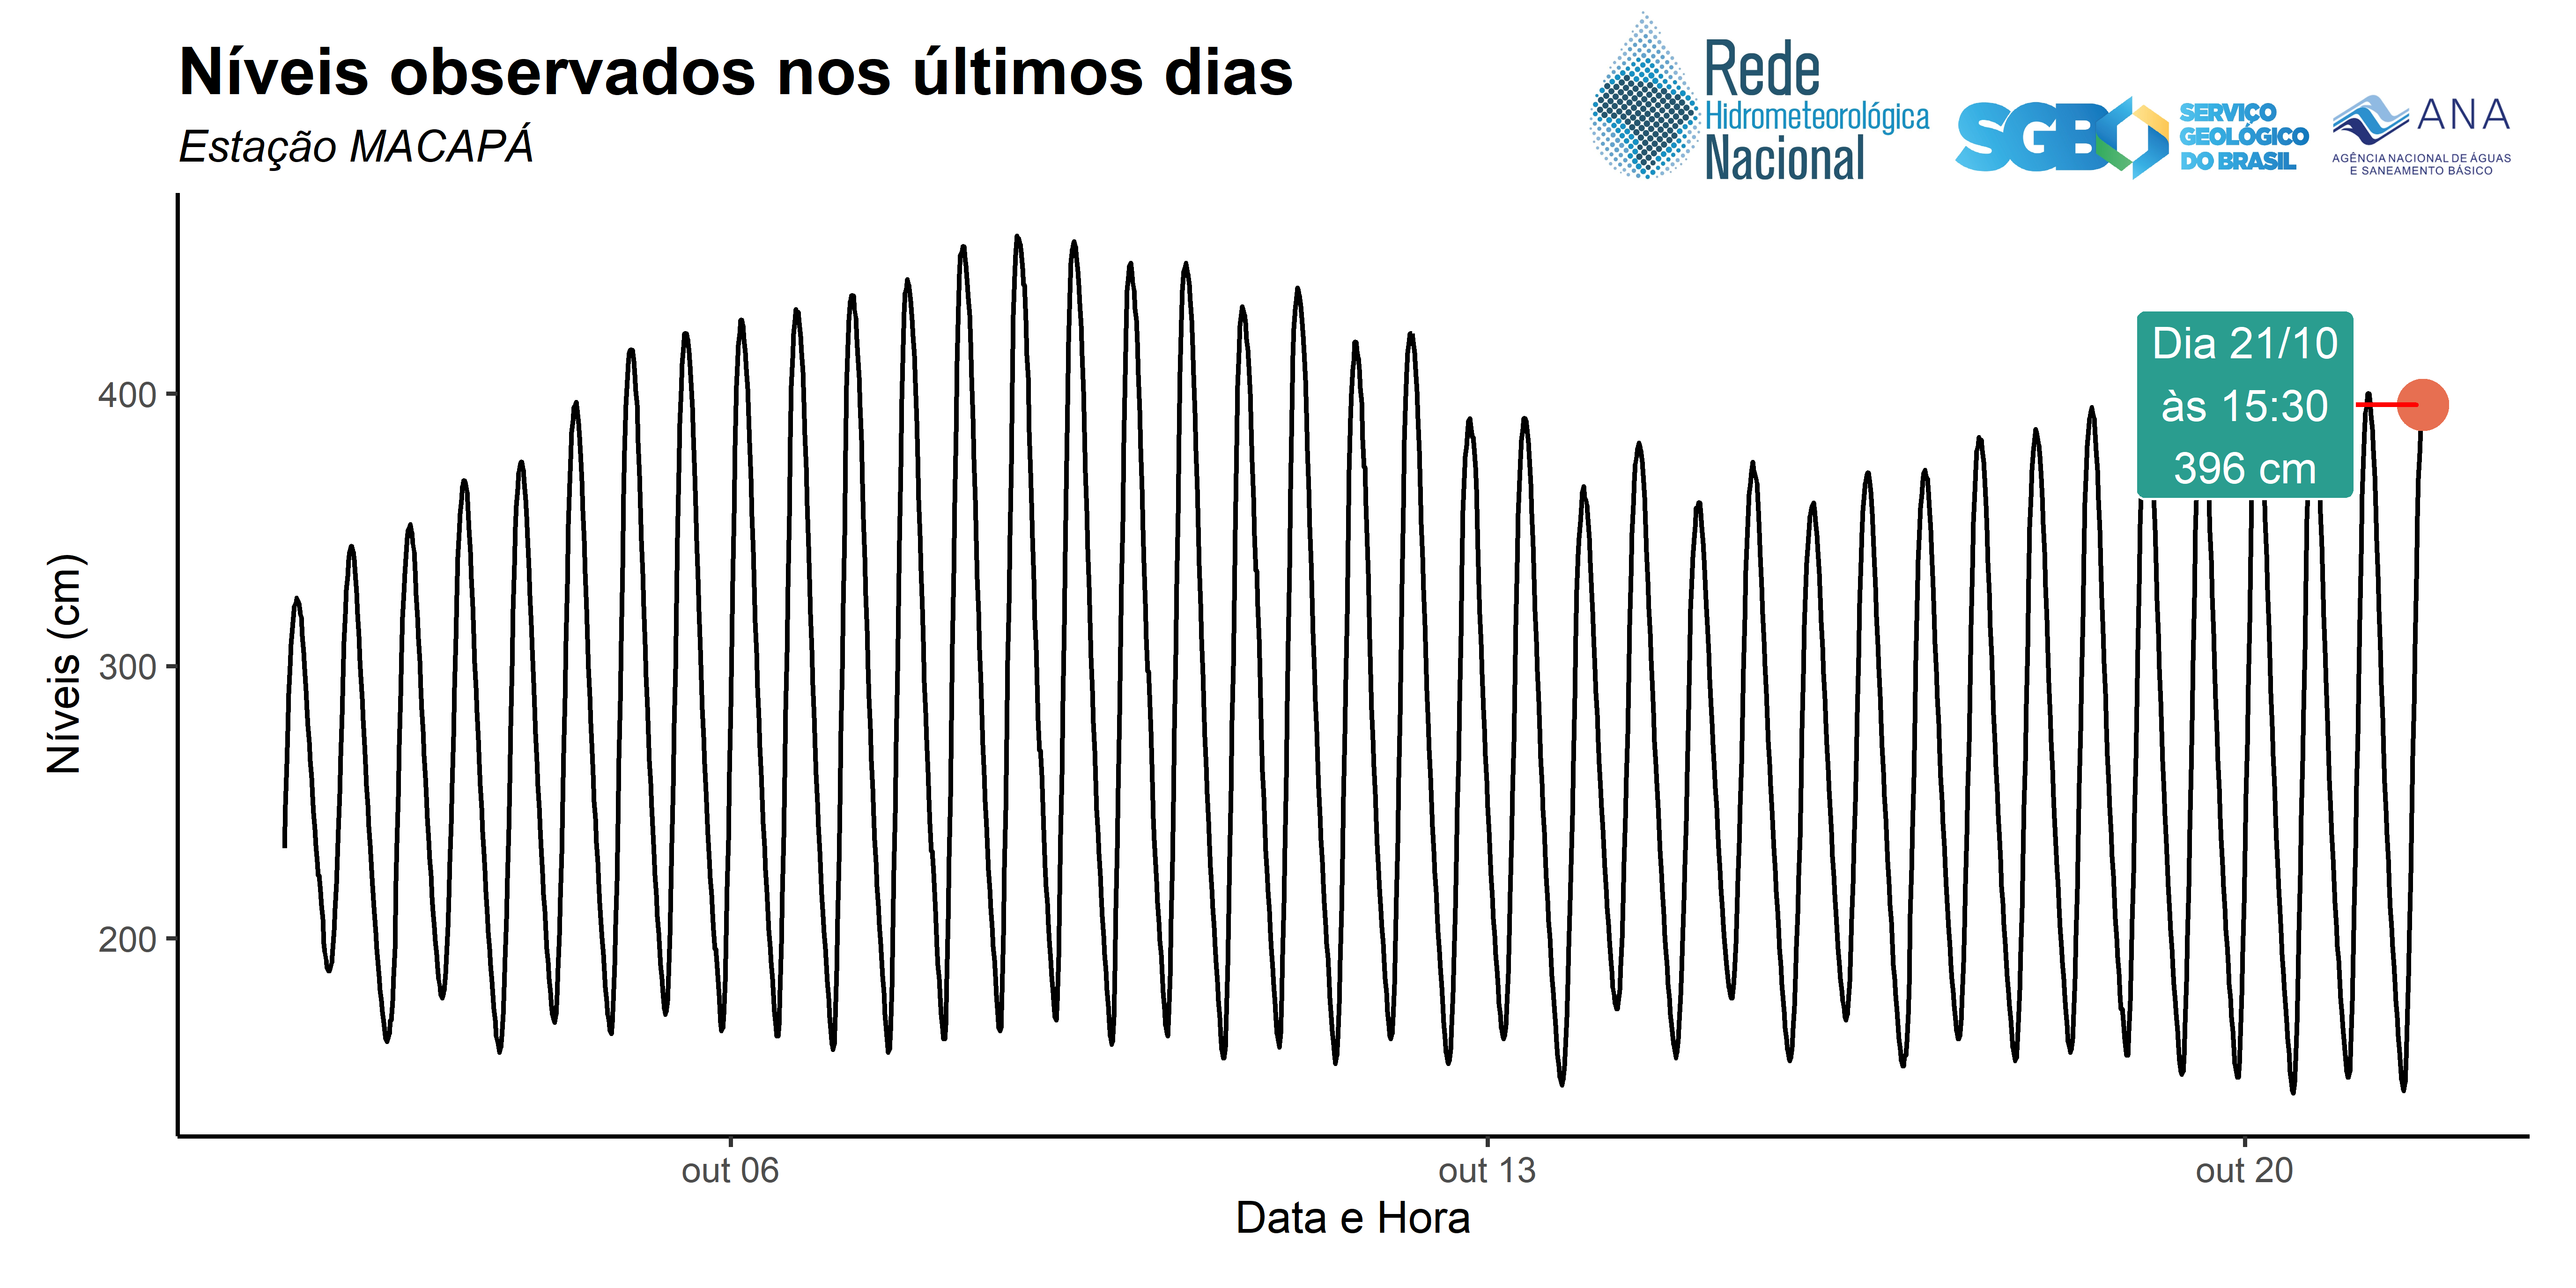 Níveis observados nos últimos dias
Estação MACAPÁ
Rede
Hidrometeorológica
Nacional
SGB
SERVIÇO
GEOLÓGICO
DO BRASIL
ANA
AGÊNCIA NACIONAL DE ÁGUAS
E SANEAMENTO BÁSICO
Níveis (cm)
400
300
200
Dia 21/10
às 15:30
396 cm
out 06
out 13
out 20
Data e Hora